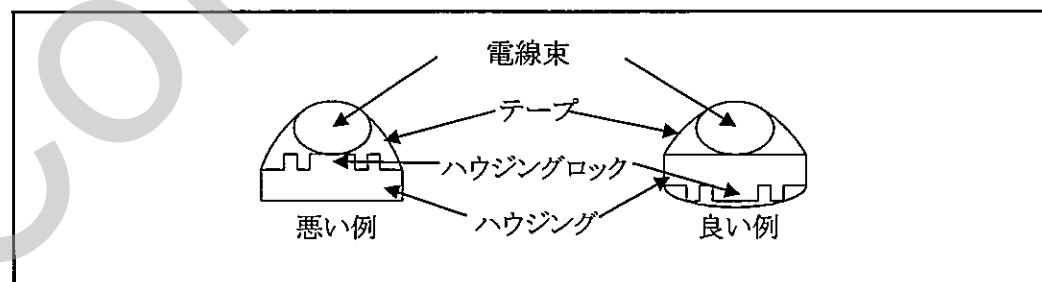 電線束
テープ
ハウジングロック
ハウジング
悪い例
良い例